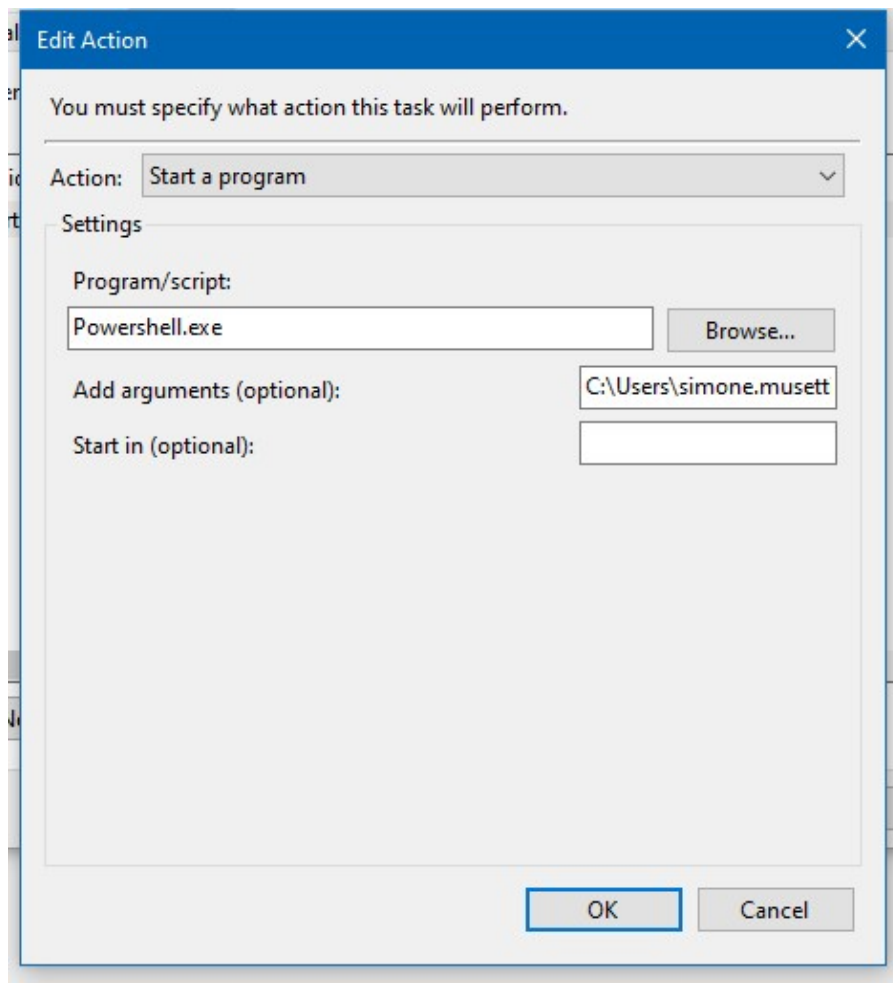 Edit Action
You must specify what action this task will perform.
Action: Start a program
Settings
Program/script:
Powershell.exe Browse...
Add arguments (optional): C:\Users\simone.musett
Start in (optional):
OK Cancel